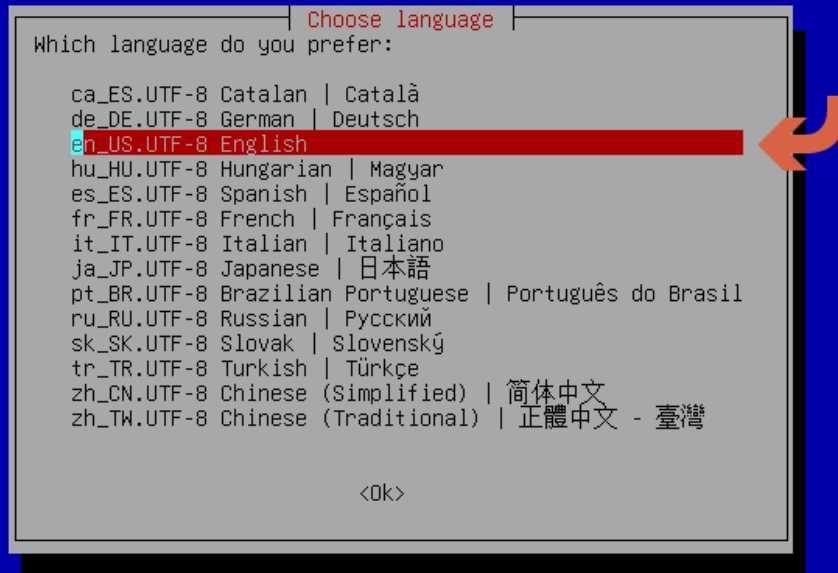 Choose language
Which language do you prefer:
ca_ES.UTF-8 Catalan | Català
de_DE.UTF-8 German | Deutsch
en_US.UTF-8 English
hu_HU.UTF-8 Hungarian | Magyar
es_ES.UTF-8 Spanish | Español
fr_FR.UTF-8 French | Français
it_IT.UTF-8 Italian | Italiano
ja_JP.UTF-8 Japanese | 日本語
pt_BR.UTF-8 Brazilian Portuguese | Português do Brasil
ru_RU.UTF-8 Russian | Русский
sk_SK.UTF-8 Slovak | Slovenský
tr_TR.UTF-8 Turkish | Türkçe
zh_CN.UTF-8 Chinese (Simplified) | 简体中文
zh_TW.UTF-8 Chinese (Traditional) | 正體中文 - 臺灣
<Ok>